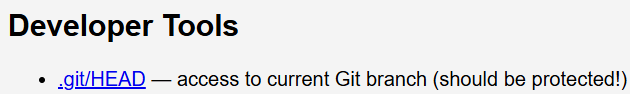 Developer Tools
• .git/HEAD — access to current Git branch (should be protected!)